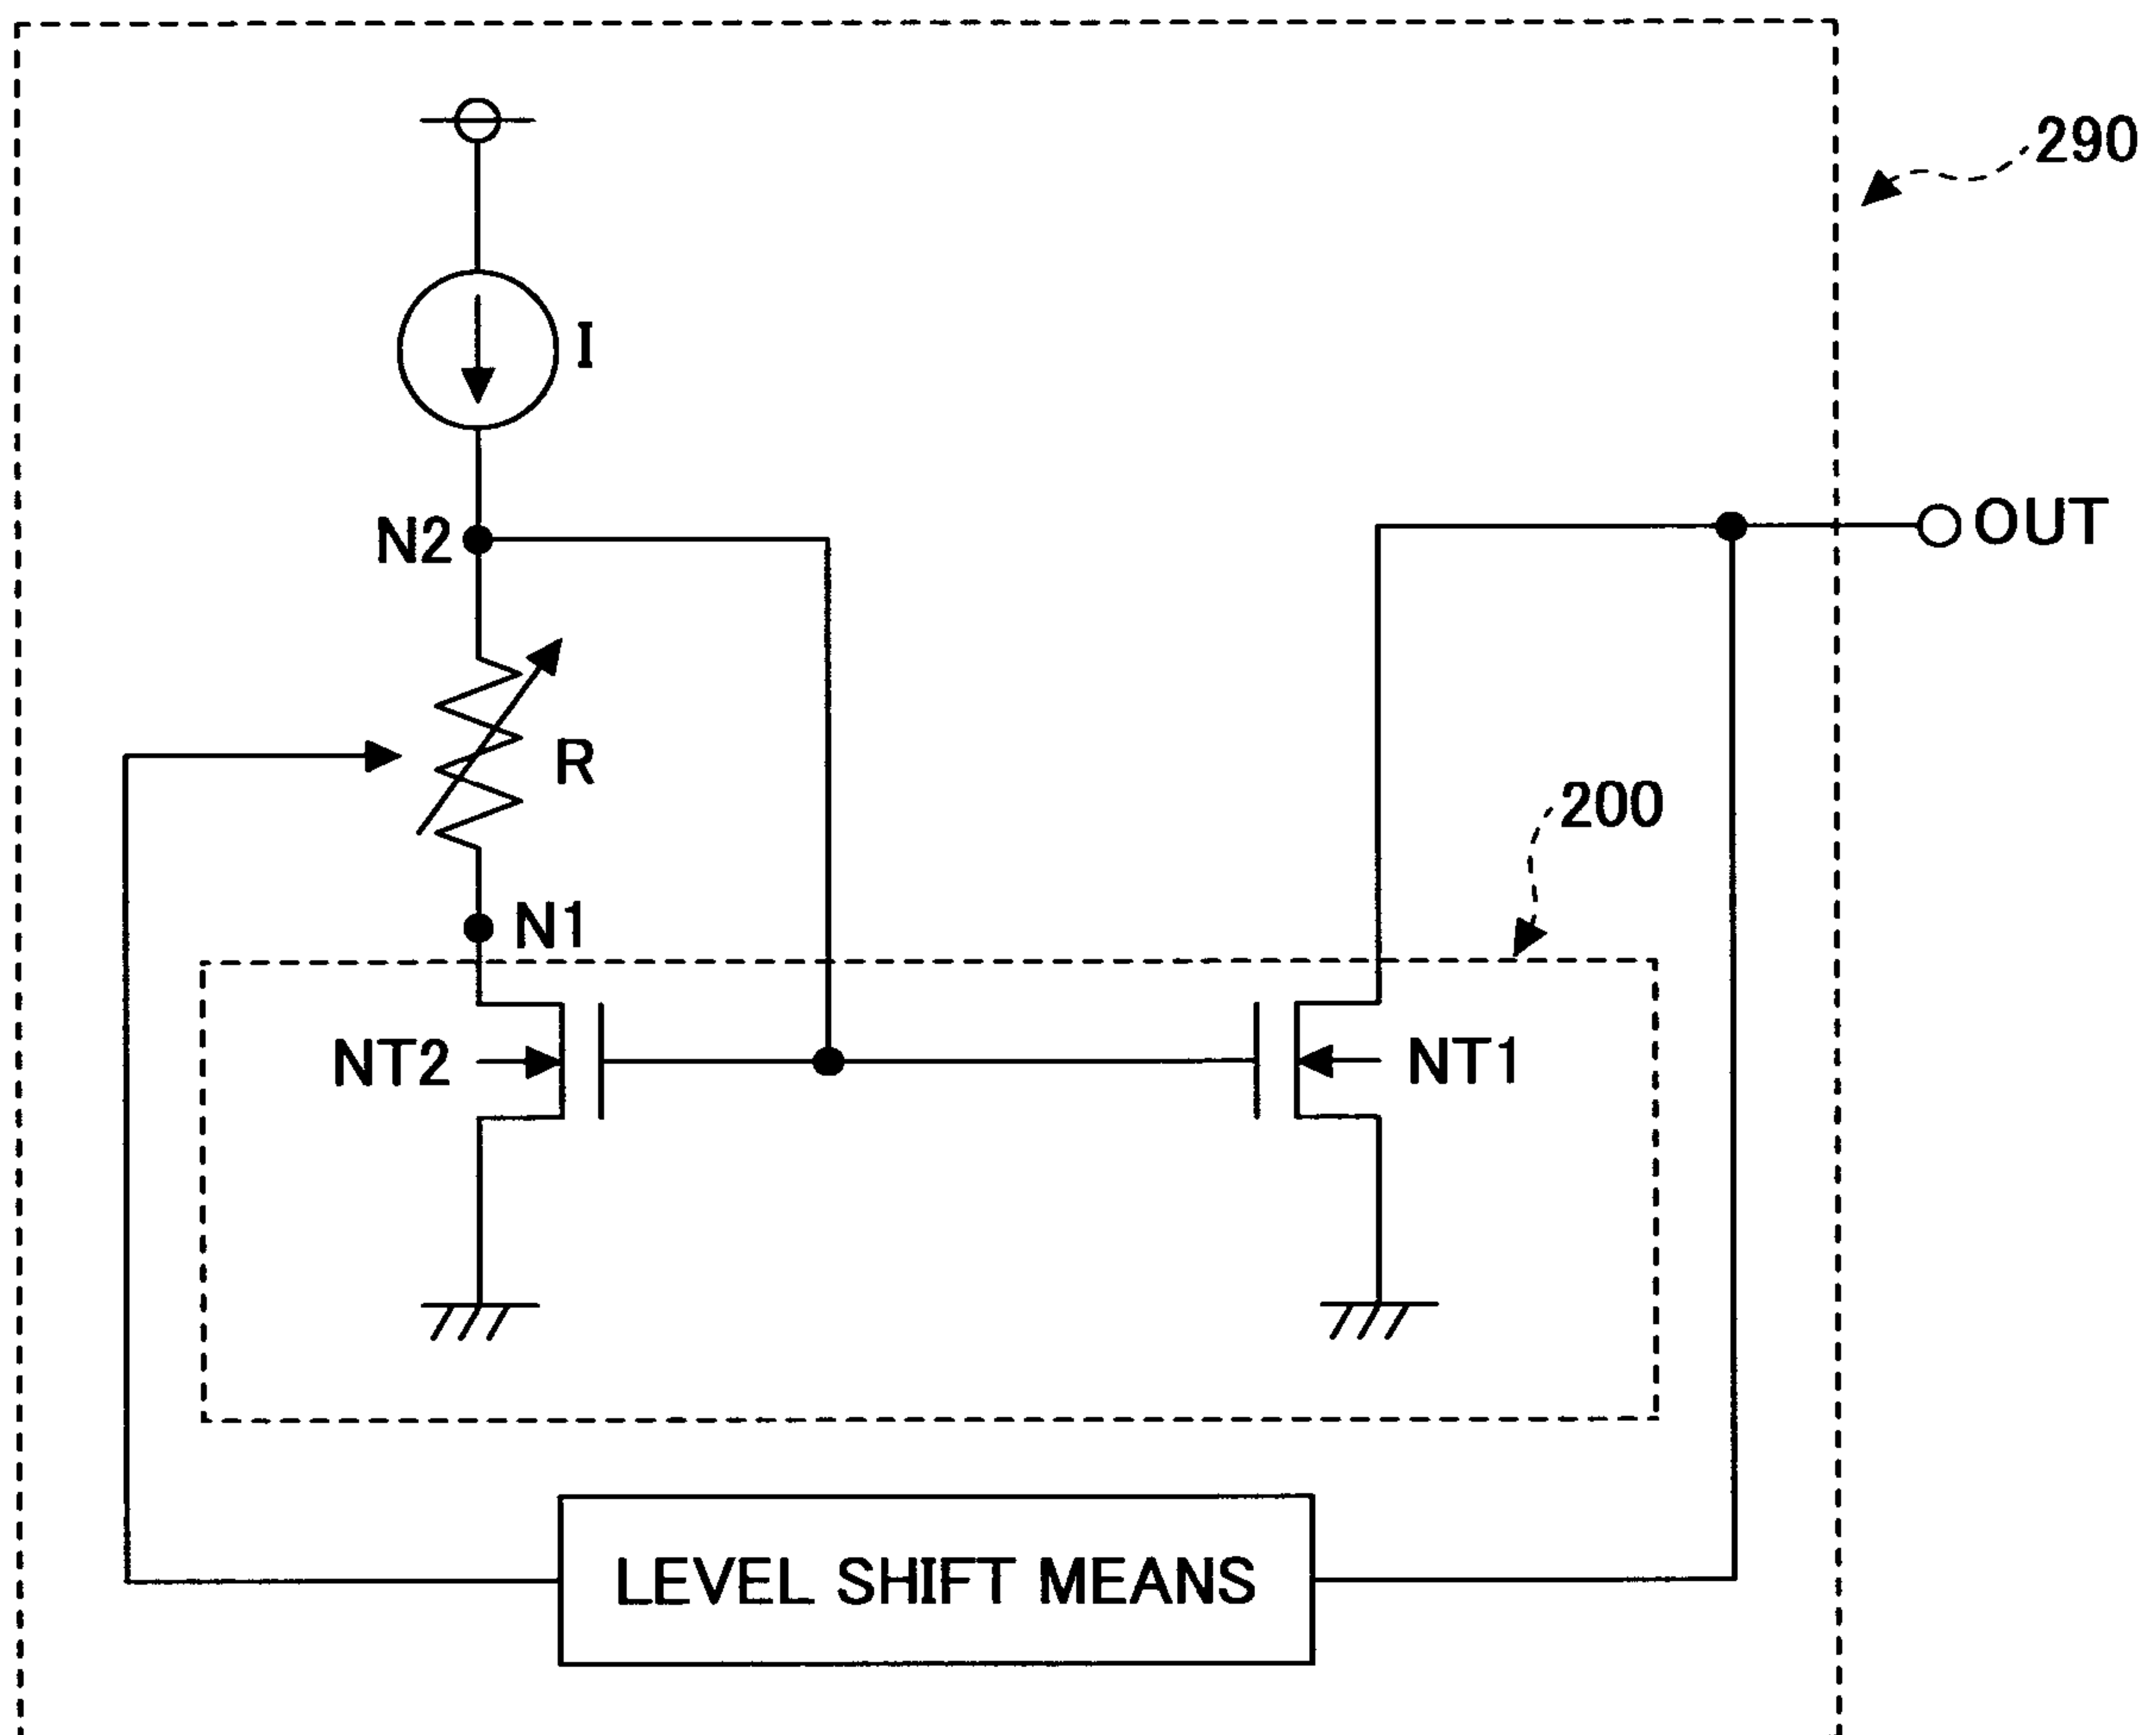 290
I
N2
OUT
R
200
N1
NT2
NT1
LEVEL SHIFT MEANS